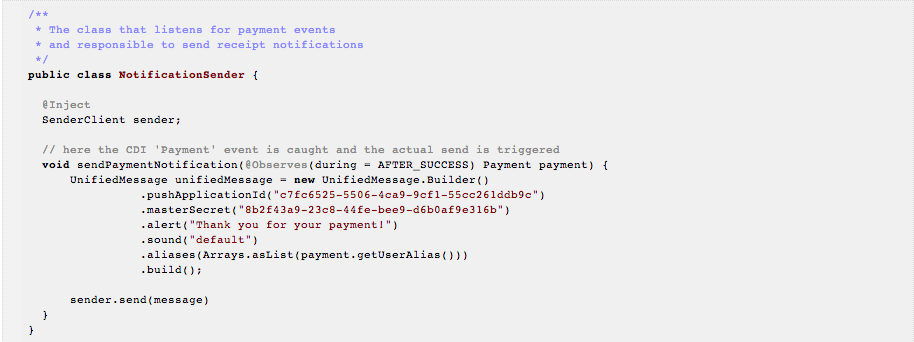 /**
 * The class that listens for payment events
 * and responsible to send receipt notifications
 */
public class NotificationSender {
@Inject
SenderClient sender;
// here the CDI 'Payment' event is caught and the actual send is triggered
void sendPaymentNotification(@Observes(during = AFTER_SUCCESS) Payment payment) {
UnifiedMessage unifiedMessage = new UnifiedMessage.Builder()
.pushApplicationId("c7fc6525-5506-4ca9-9cf1-55cc261ddb9c")
.masterSecret("8b2f43a9-23c8-44fe-bee9-d6b0af9e316b")
.alert("Thank you for your payment!")
.sound("default")
.aliases(Arrays.asList(payment.getUserAlias()))
.build();
sender.send(message)
}
}